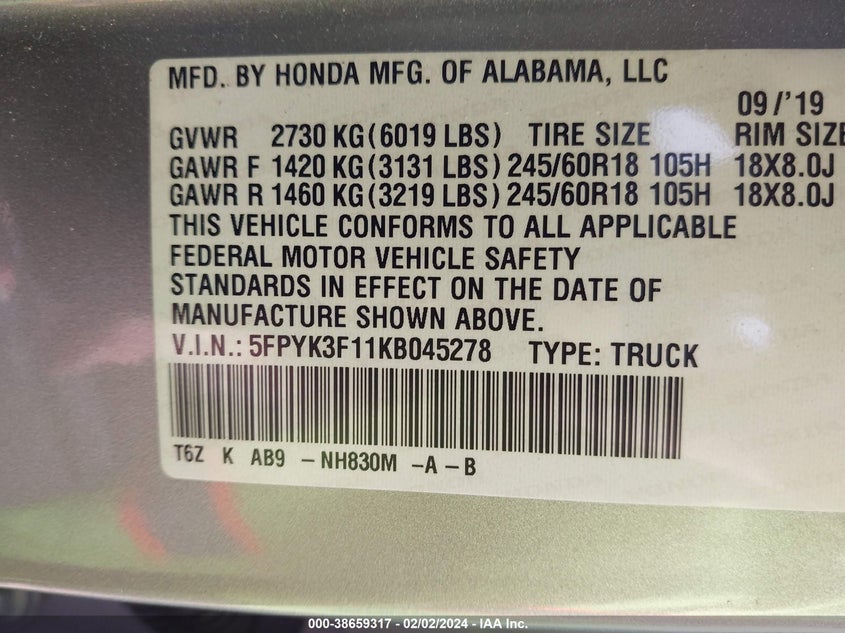 MFD. BY HONDA MFG. OF ALABAMA, LLC
09/'19
GVWR 2730 KG(6019 LBS) TIRE SIZE RIM SIZE
GAWR F 1420 KG(3131 LBS) 245/60R18 105H 18X8.0J
GAWR R 1460 KG(3219 LBS) 245/60R18 105H 18X8.0J
THIS VEHICLE CONFORMS TO ALL APPLICABLE
FEDERAL MOTOR VEHICLE SAFETY
STANDARDS IN EFFECT ON THE DATE OF
MANUFACTURE SHOWN ABOVE.
V.I.N.: 5FPYK3F11KB045278 TYPE: TRUCK
T6Z K AB9 -NH830M -A-B
000-38659317 - 02/02/2024 - IAA Inc.